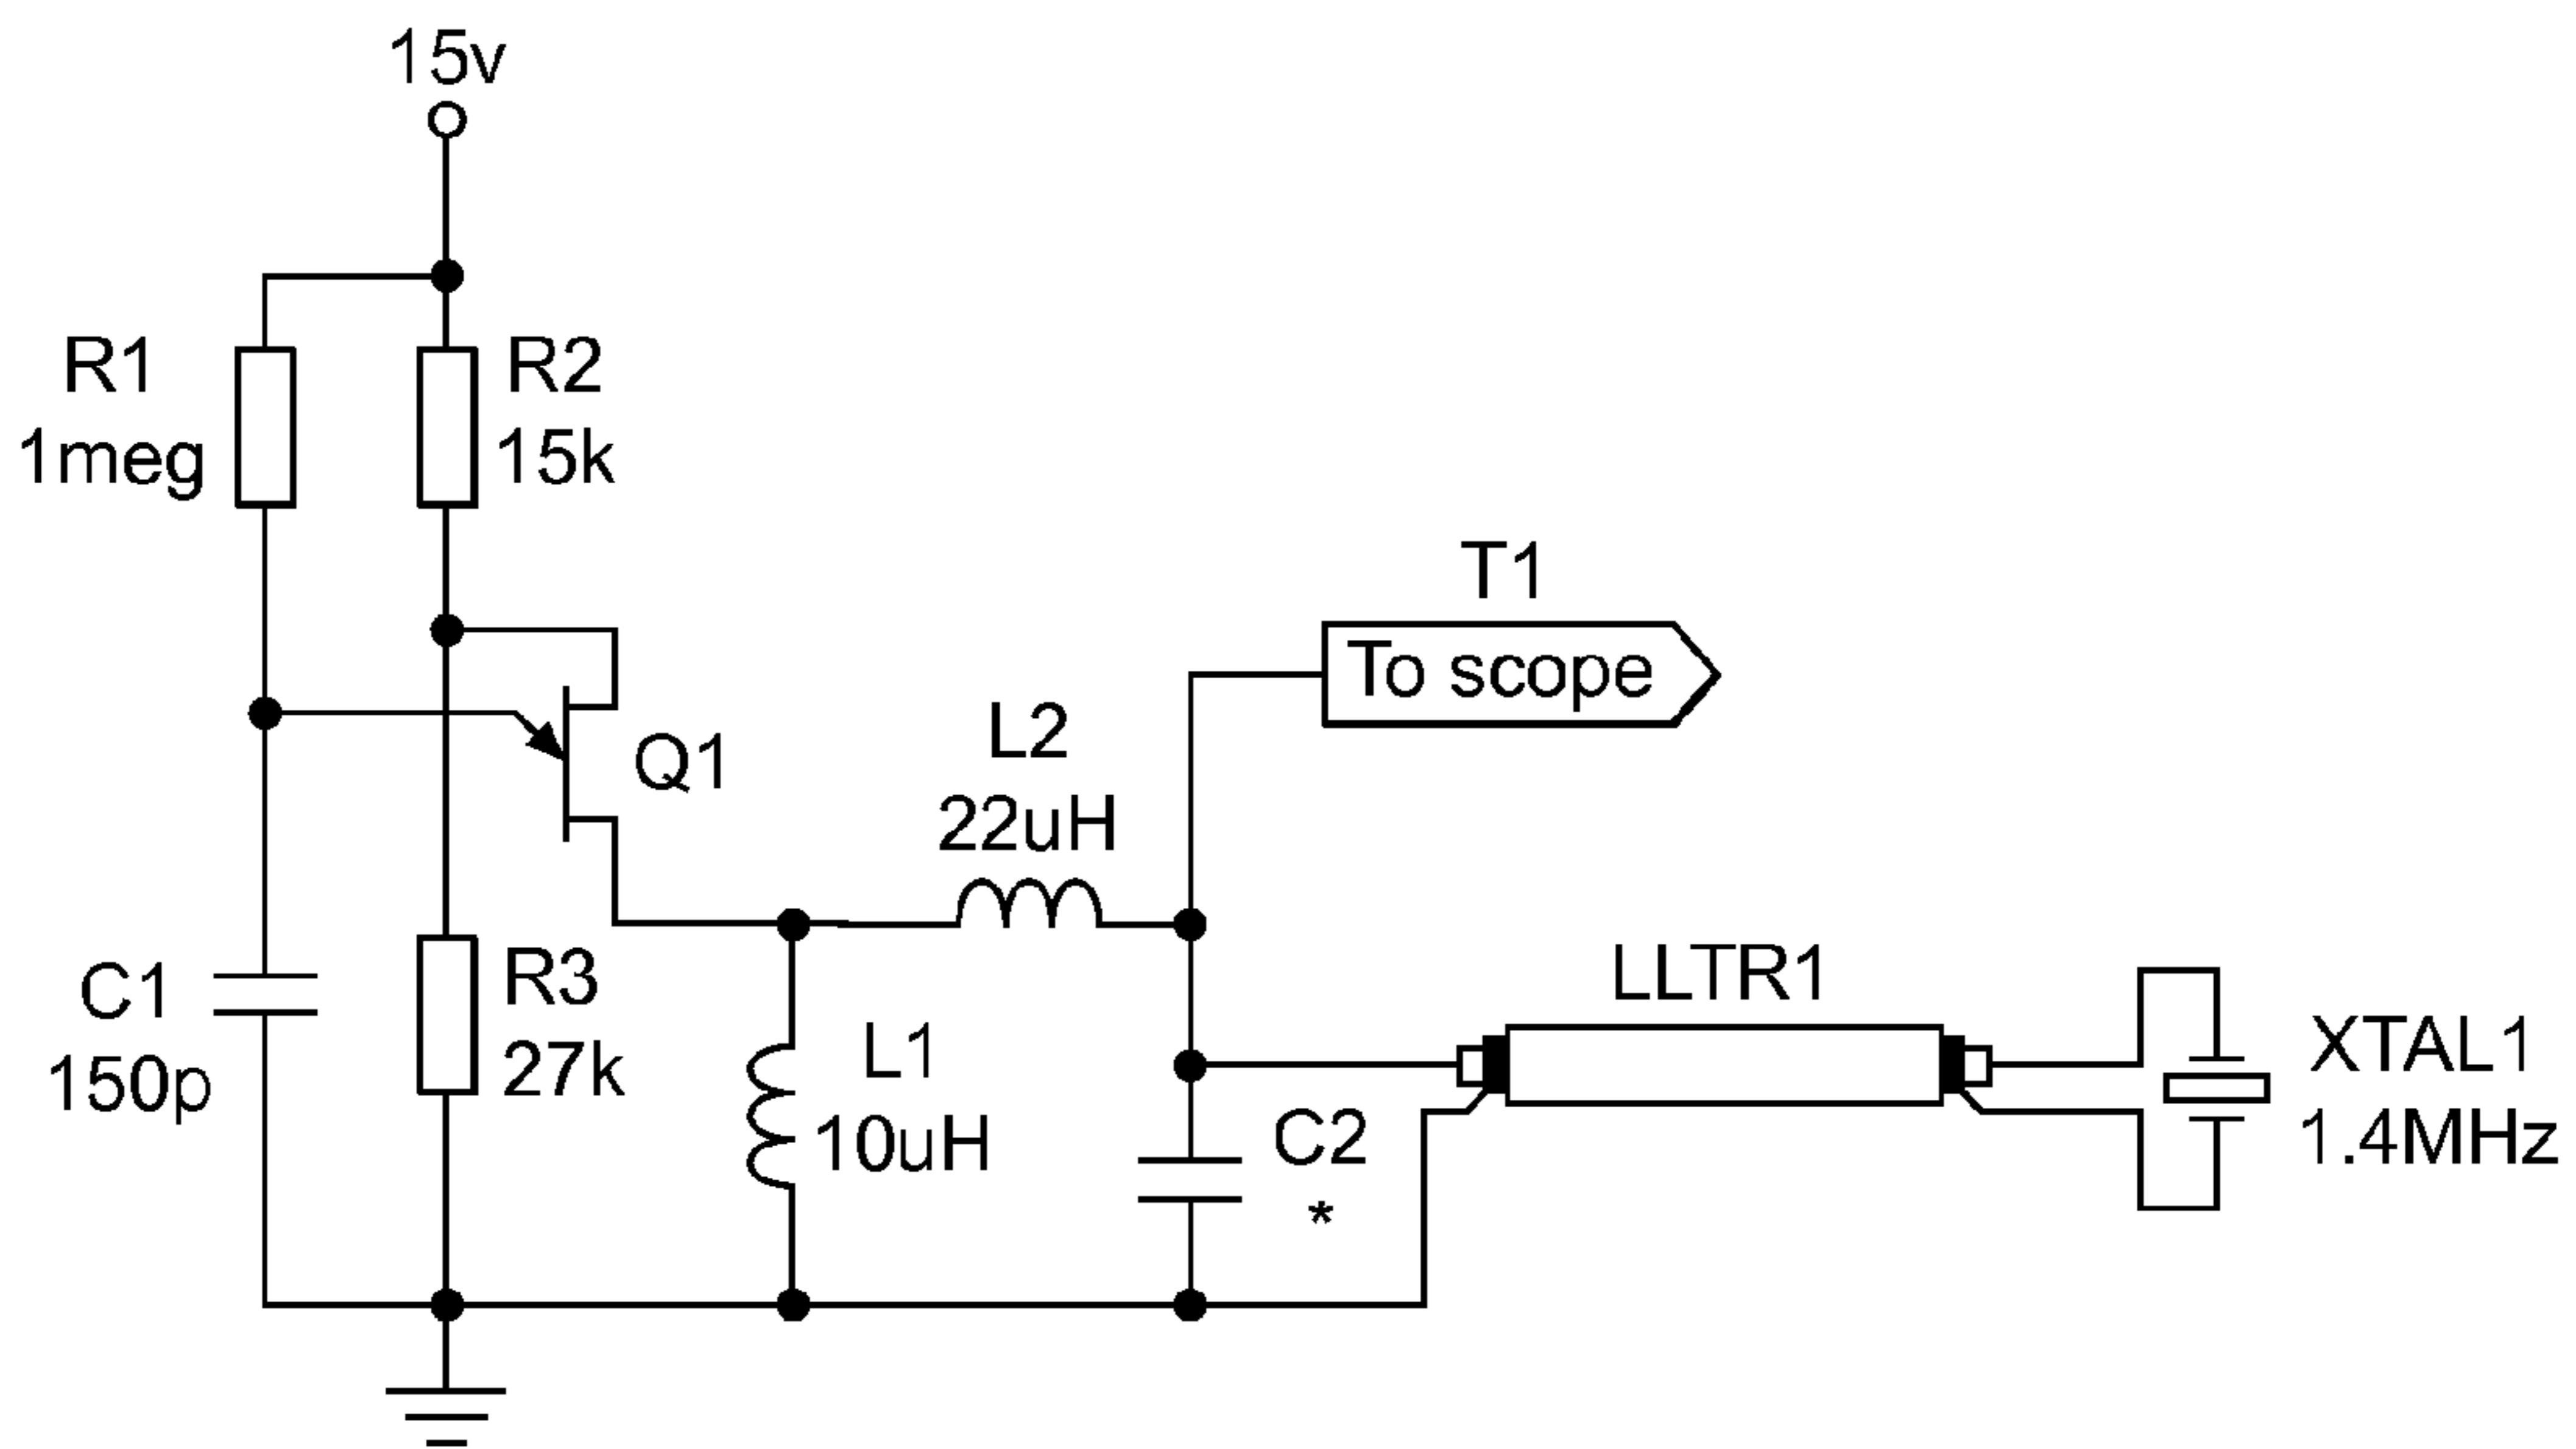 15v
R1
1meg
R2
15k
T1
To scope
Q1
L2
22uH
C1
150p
R3
27k
L1
10uH
C2
*
LLTR1
XTAL1
1.4MHz